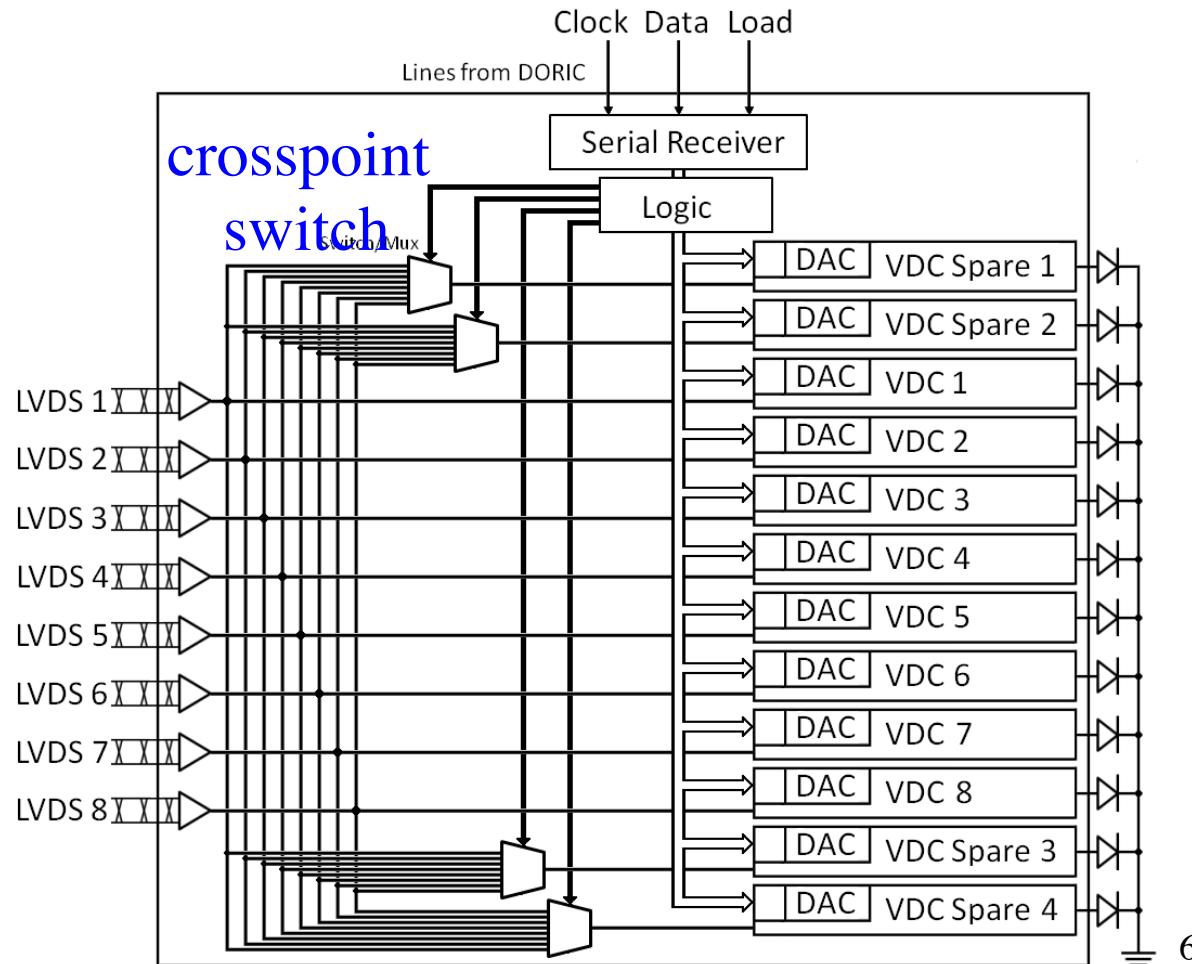 Clock Data Load
Lines from DORIC
Serial Receiver
crosspoint
Logic
switch
Switch/Mux
DAC VDC Spare 1
DAC VDC Spare 2
LVDS 1
DAC VDC 1
LVDS 2
DAC VDC 2
LVDS 3
DAC VDC 3
LVDS 4
DAC VDC 4
LVDS 5
DAC VDC 5
LVDS 6
DAC VDC 6
LVDS 7
DAC VDC 7
LVDS 8
DAC VDC 8
DAC VDC Spare 3
DAC VDC Spare 4
6